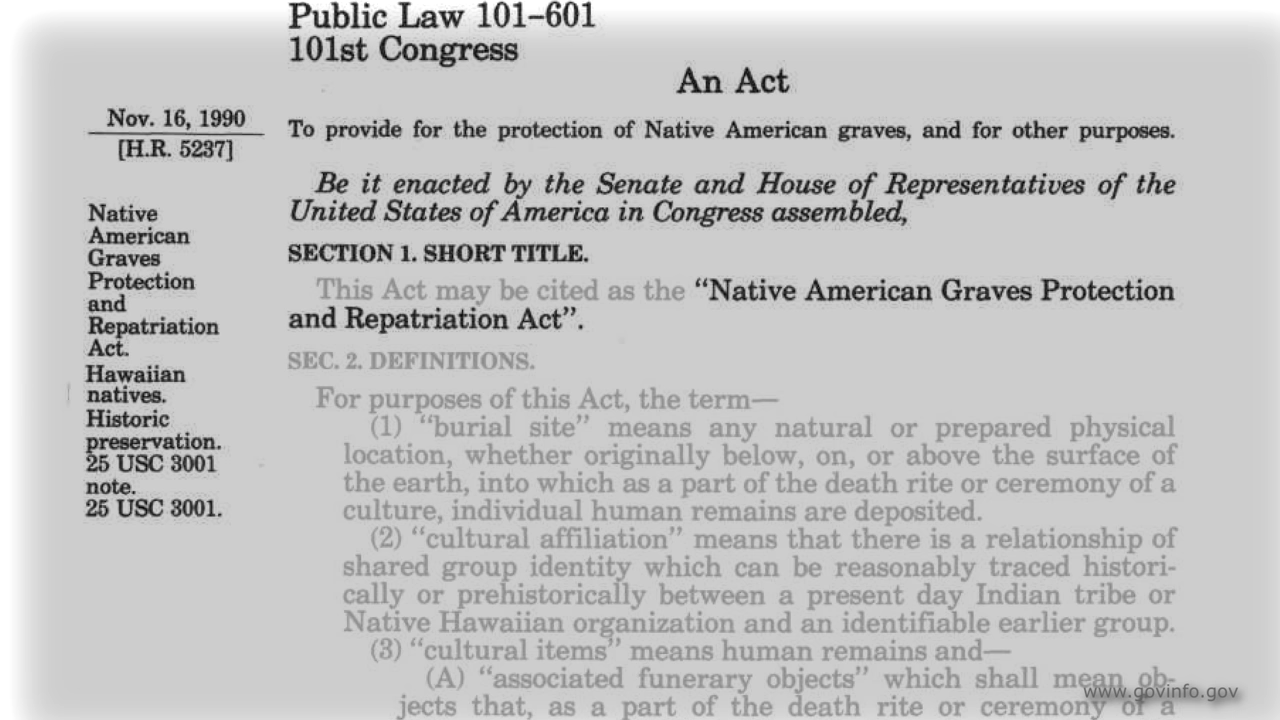 Public Law 101–601
101st Congress
An Act
Nov. 16, 1990
[H.R. 5237]
To provide for the protection of Native American graves, and for other purposes.
Be it enacted by the Senate and House of Representatives of the
United States of America in Congress assembled,
Native
American
Graves
Protection
and
Repatriation
Act.
Hawaiian
natives.
Historic
preservation.
25 USC 3001
note.
25 USC 3001.
SECTION 1. SHORT TITLE.
This Act may be cited as the “Native American Graves Protection
and Repatriation Act”.
SEC. 2. DEFINITIONS.
For purposes of this Act, the term—
(1) “burial site” means any natural or prepared physical
location, whether originally below, on, or above the surface of
the earth, into which as a part of the death rite or ceremony of a
culture, individual human remains are deposited.
(2) “cultural affiliation” means that there is a relationship of
shared group identity which can be reasonably traced histori-
cally or prehistorically between a present day Indian tribe or
Native Hawaiian organization and an identifiable earlier group.
(3) “cultural items” means human remains and—
(A) “associated funerary objects” which shall mean ob-
jects that, as a part of the death rite or ceremony of a
www.govinfo.gov